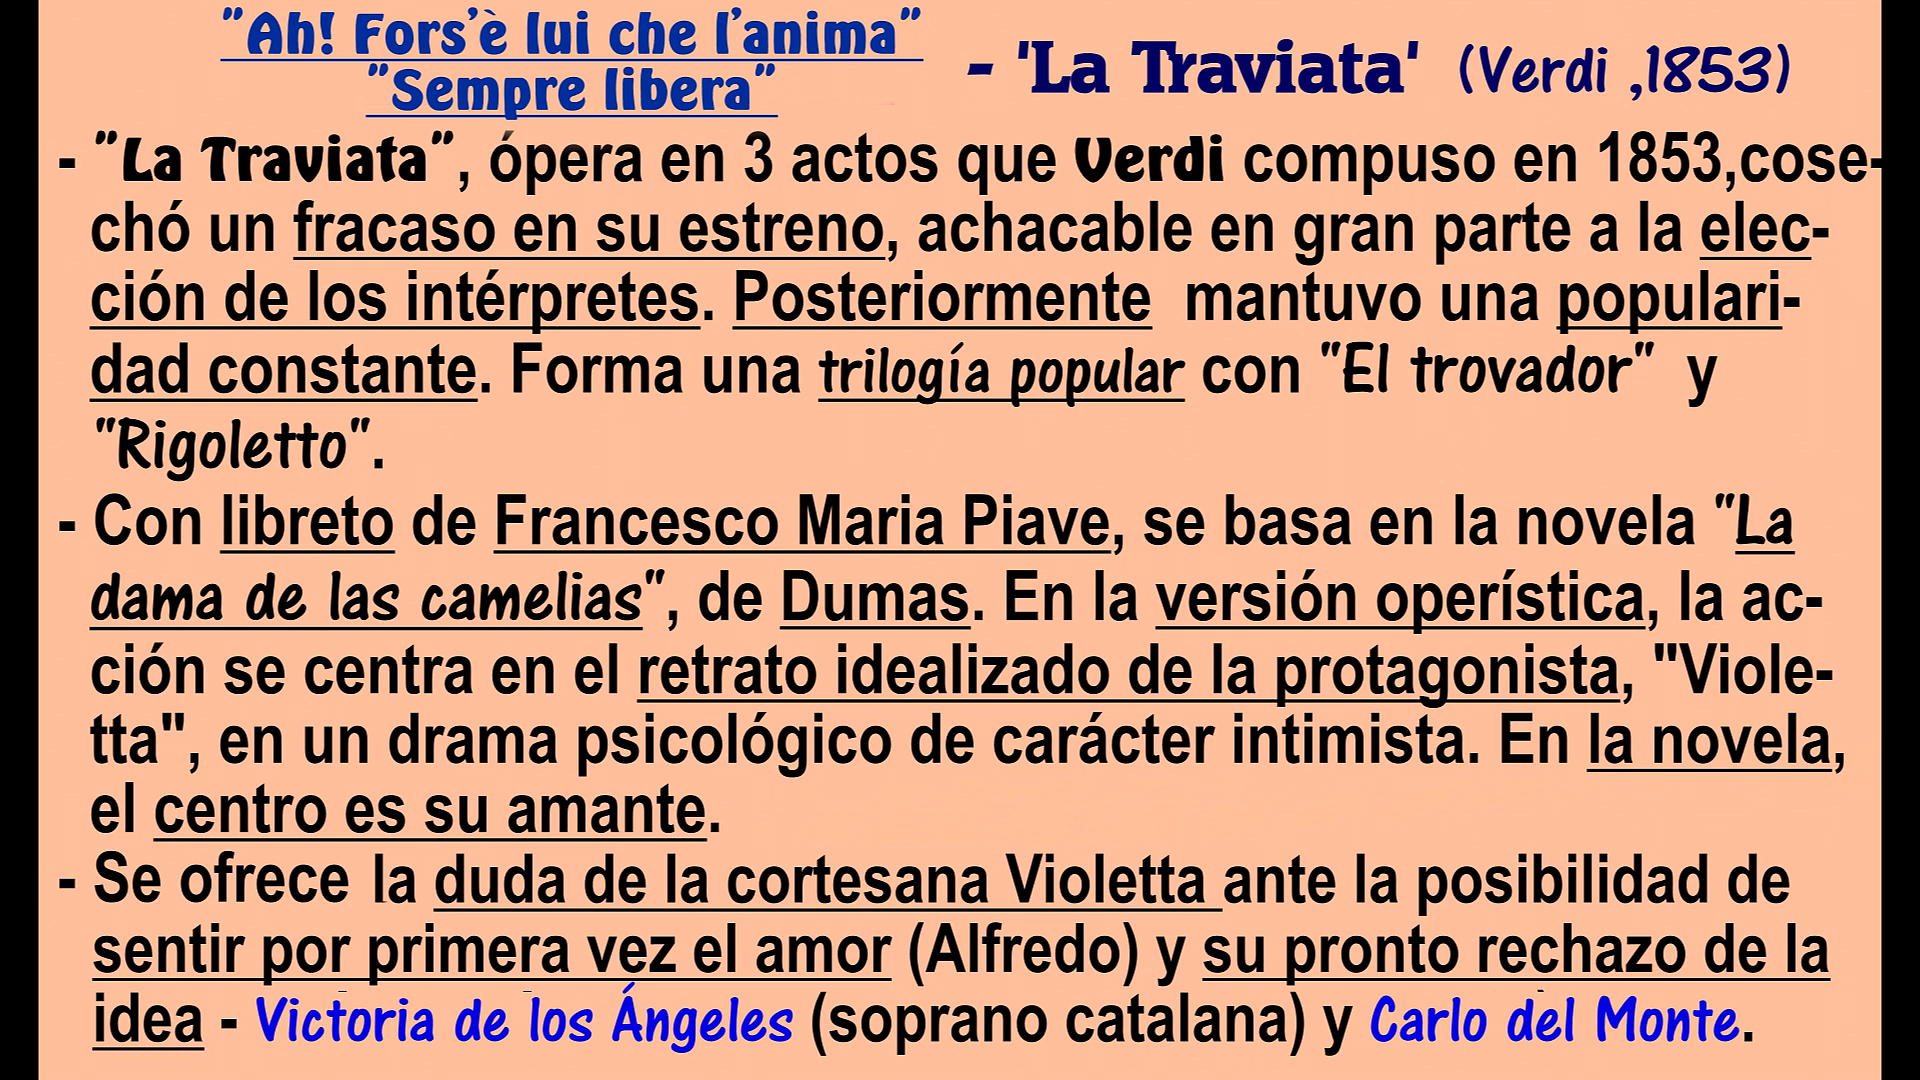 "Ah! Fors'è lui che l'anima"
"Sempre libera"
- 'La Traviata' (Verdi ,1853)
- "La Traviata", ópera en 3 actos que Verdi compuso en 1853,cose-
chó un fracaso en su estreno, achacable en gran parte a la elec-
ción de los intérpretes. Posteriormente mantuvo una populari-
dad constante. Forma una trilogía popular con "El trovador" y
"Rigoletto".
- Con libreto de Francesco Maria Piave, se basa en la novela "La
dama de las camelias", de Dumas. En la versión operística, la ac-
ción se centra en el retrato idealizado de la protagonista, "Viole-
tta", en un drama psicológico de carácter intimista. En la novela,
el centro es su amante.
- Se ofrece la duda de la cortesana Violetta ante la posibilidad de
sentir por primera vez el amor (Alfredo) y su pronto rechazo de la
idea - Victoria de los Ángeles (soprano catalana) y Carlo del Monte.